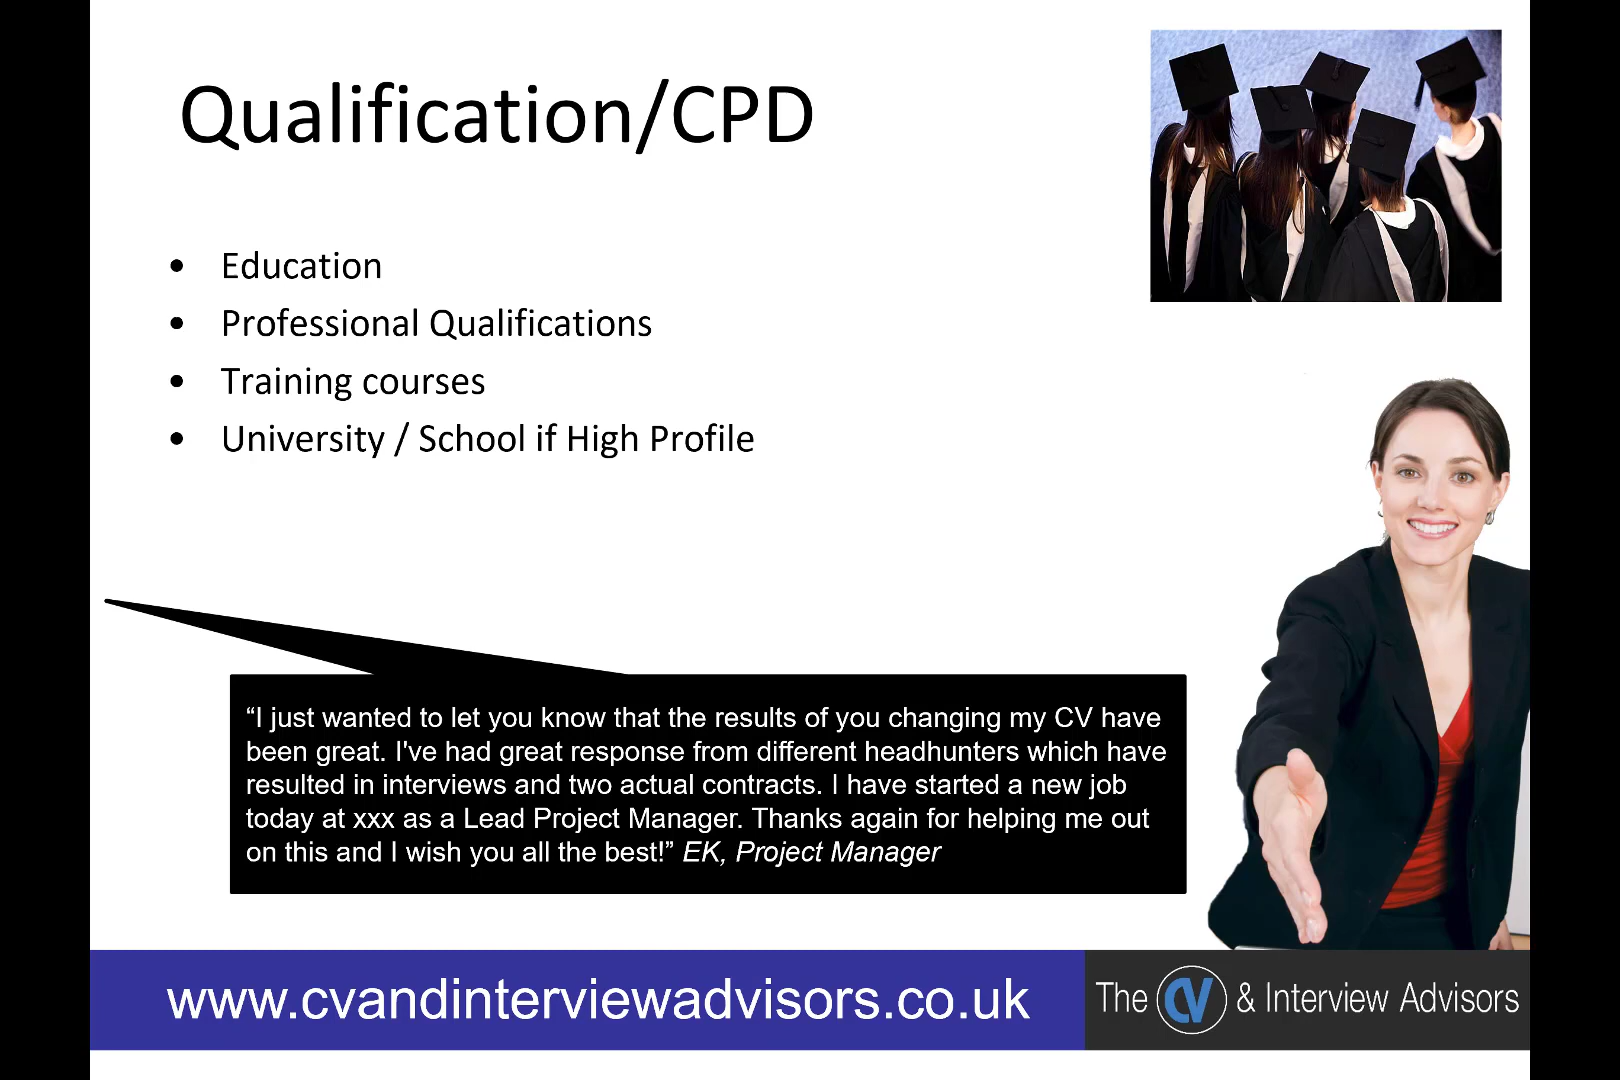 Qualification/CPD
• Education
• Professional Qualifications
• Training courses
• University / School if High Profile
“I just wanted to let you know that the results of you changing my CV have
been great. I've had great response from different headhunters which have
resulted in interviews and two actual contracts. I have started a new job
today at xxx as a Lead Project Manager. Thanks again for helping me out
on this and I wish you all the best!” EK, Project Manager
www.cvandinterviewadvisors.co.uk
The CV & Interview Advisors